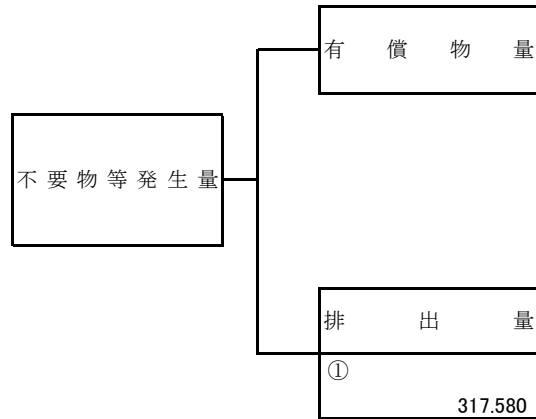 有償物量
不要物等発生量
排出量
①
317.580